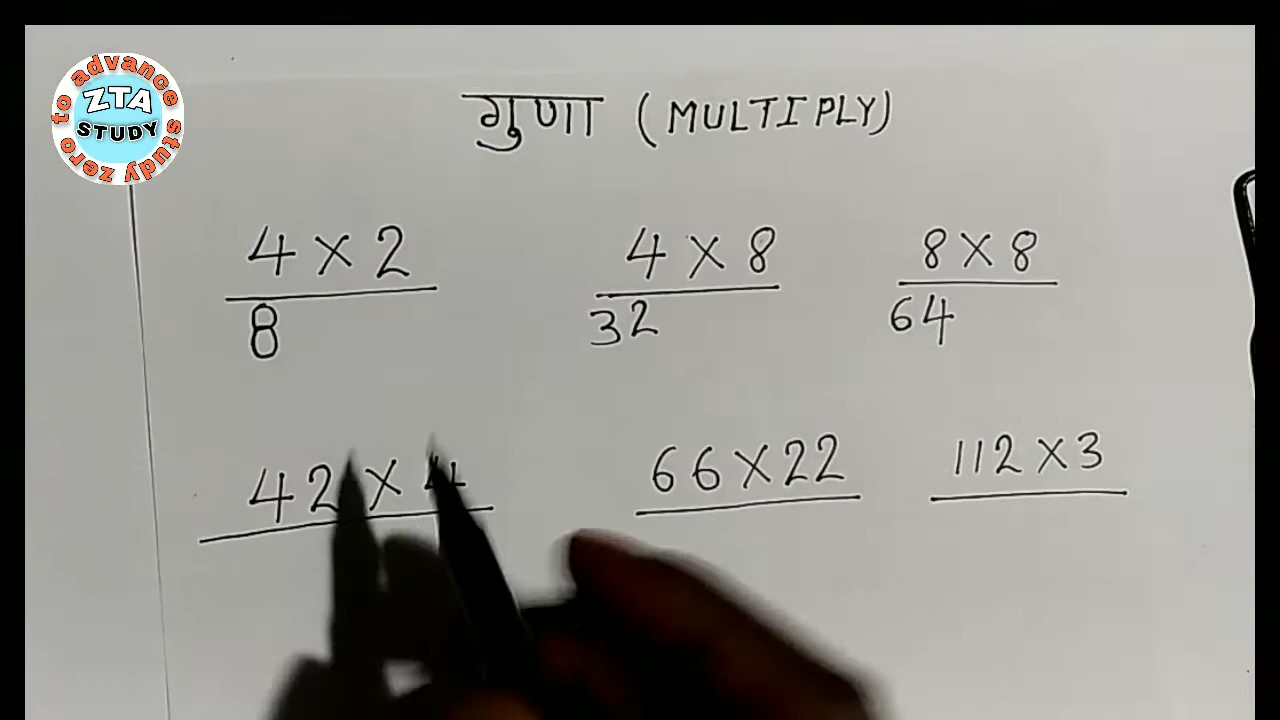 zero to advance study
ZTA
STUDY
गुणा (MULTIPLY)
4 × 2
8
4 × 8
32
8 × 8
64
42 × 4
66 × 22
112 × 3